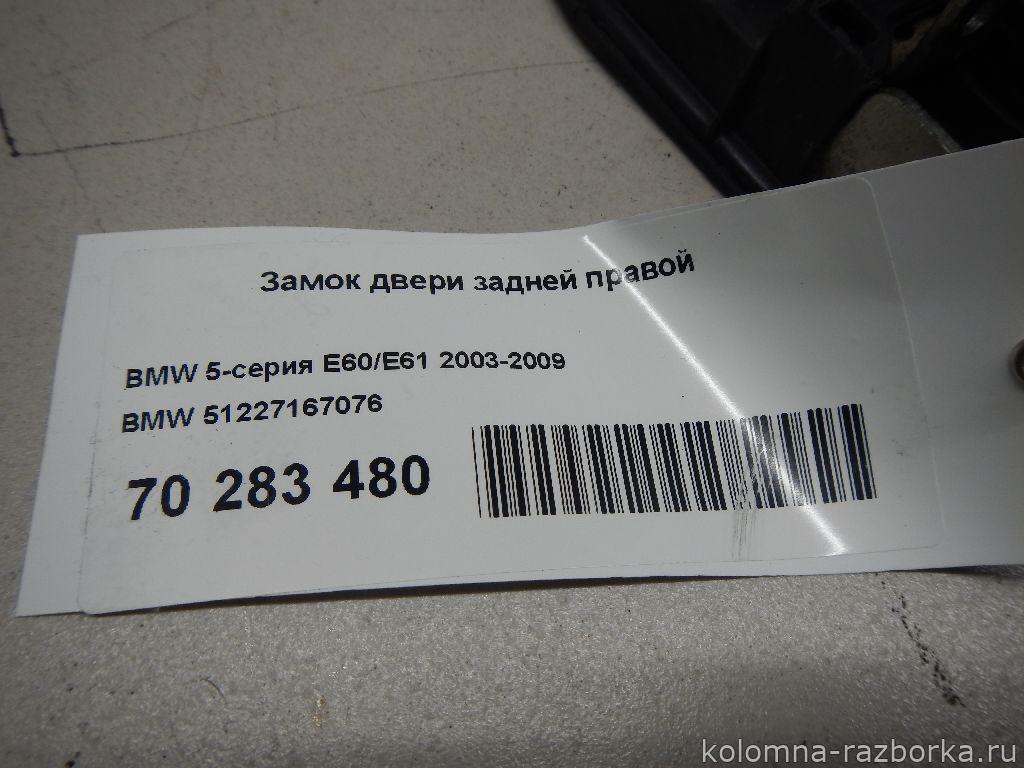 Замок двери задней правой
BMW 5-серия E60/E61 2003-2009
BMW 51227167076
70 283 480
kolomna-razborka.ru